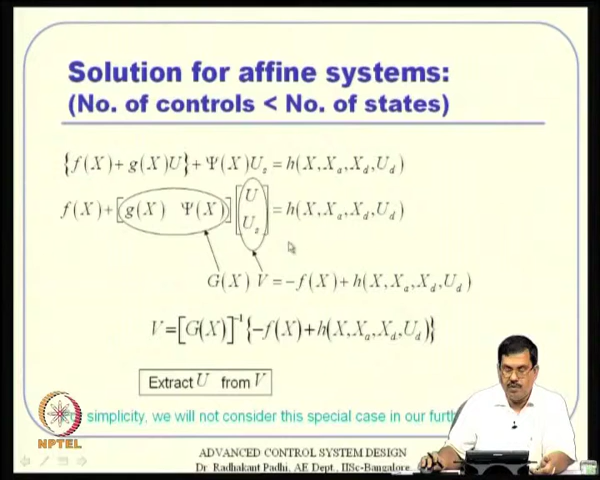 Solution for affine systems:
(No. of controls < No. of states)
{f(X)+g(X)U}+Ψ(X)U_s = h(X,X_a,X_d,U_d)
f(X)+[g(X) Ψ(X)][U U_s] = h(X,X_a,X_d,U_d)
G(X) V = −f(X)+h(X,X_a,X_d,U_d)
V = [G(X)]^{-1}{−f(X)+h(X,X_a,X_d,U_d)}
Extract U from V
simplicity, we will not consider this special case in our
NPTEL
ADVANCED CONTROL SYSTEM DESIGN
Dr. Radhakant Padhi, AE Dept., IISc-Bangalore